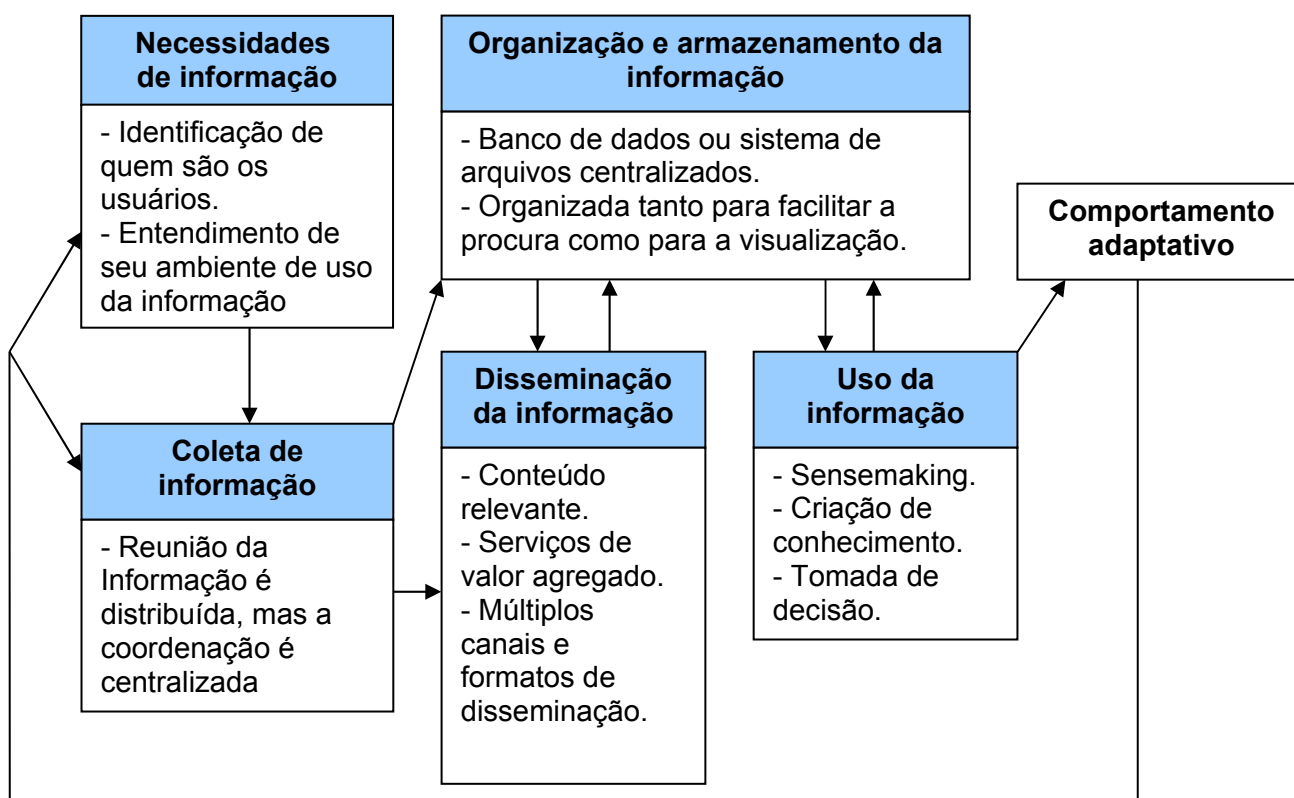 Necessidades
de informação
- Identificação de
quem são os
usuários.
- Entendimento de
seu ambiente de uso
da informação
Organização e armazenamento da
informação
- Banco de dados ou sistema de
arquivos centralizados.
- Organizada tanto para facilitar a
procura como para a visualização.
Comportamento
adaptativo
Coleta de
informação
- Reunião da
Informação é
distribuída, mas a
coordenação é
centralizada
Disseminação
da informação
- Conteúdo
relevante.
- Serviços de
valor agregado.
- Múltiplos
canais e
formatos de
disseminação.
Uso da
informação
- Sensemaking.
- Criação de
conhecimento.
- Tomada de
decisão.